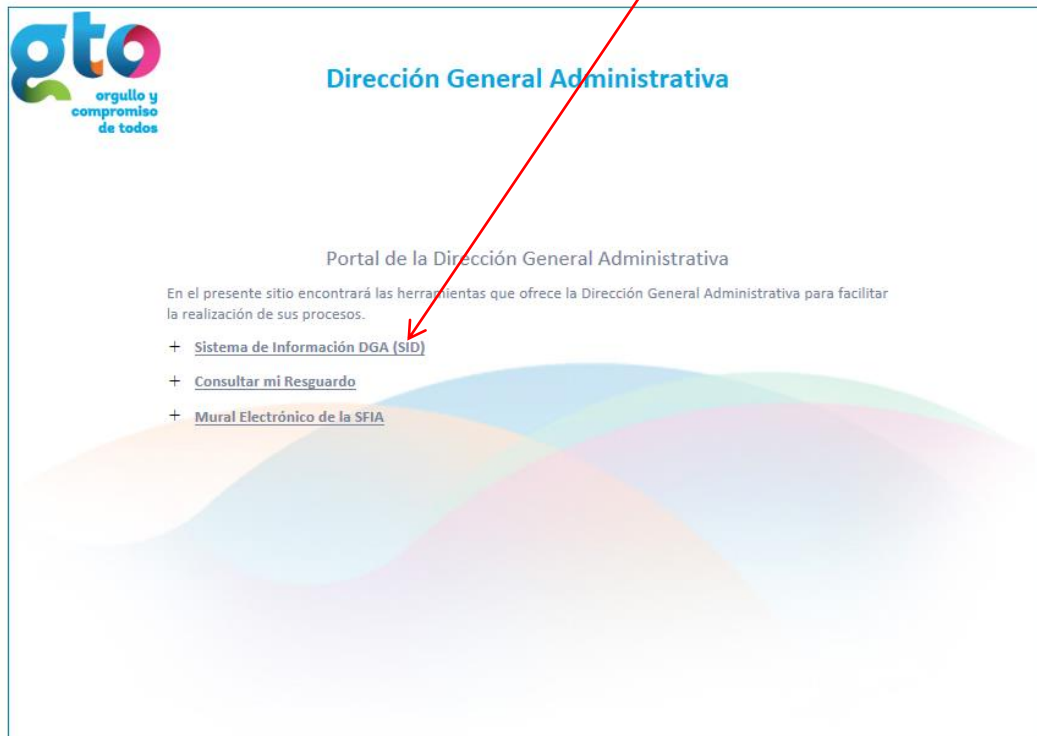 gto
orgullo y
compromiso
de todos
Dirección General Administrativa
Portal de la Dirección General Administrativa
En el presente sitio encontrará las herramientas que ofrece la Dirección General Administrativa para facilitar
la realización de sus procesos.
+ Sistema de Información DGA (SID)
+ Consultar mi Resguardo
+ Mural Electrónico de la SFIA